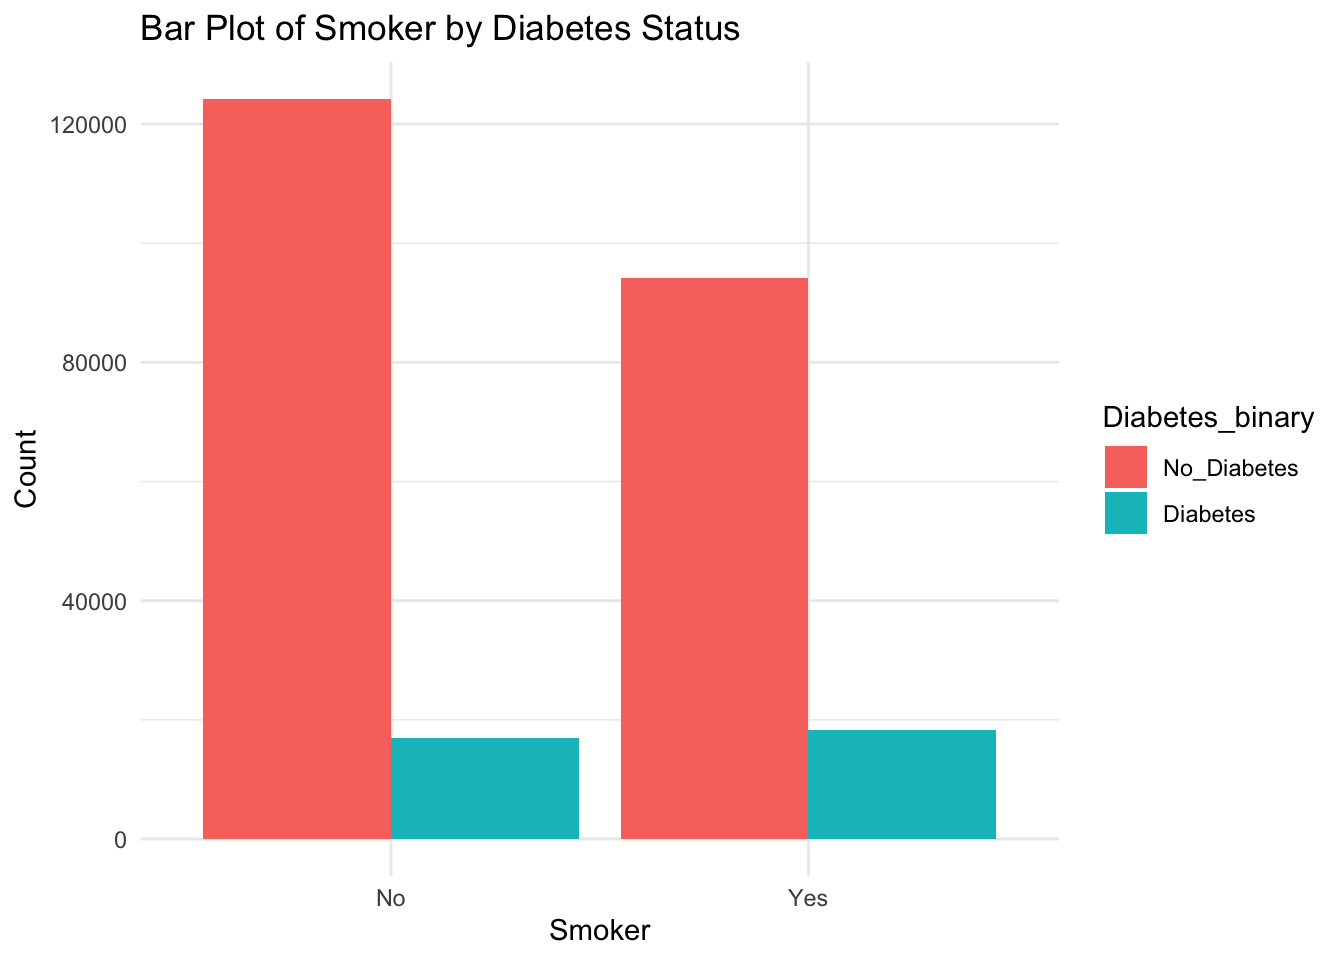 Bar Plot of Smoker by Diabetes Status
120000
80000
40000
0
Count
No
Yes
Smoker
Diabetes_binary
No_Diabetes
Diabetes